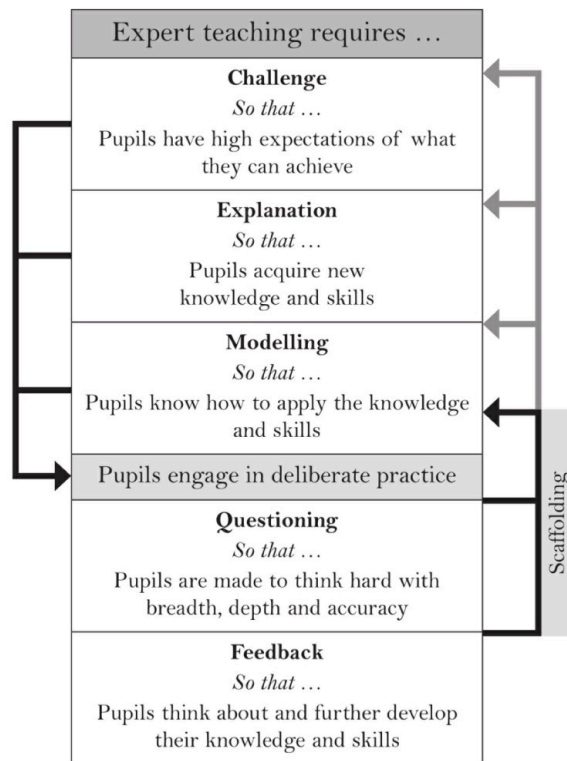 Expert teaching requires …
Challenge
So that …
Pupils have high expectations of what
they can achieve
Explanation
So that …
Pupils acquire new
knowledge and skills
Modelling
So that …
Pupils know how to apply the knowledge
and skills
Pupils engage in deliberate practice
Questioning
So that …
Pupils are made to think hard with
breadth, depth and accuracy
Feedback
So that …
Pupils think about and further develop
their knowledge and skills
Scaffolding